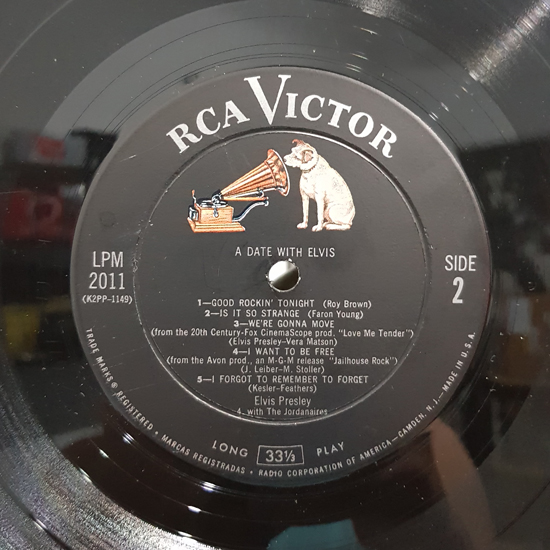 RCA VICTOR
A DATE WITH ELVIS
LPM
2011
(K2PP-1149)
SIDE
2
1—GOOD ROCKIN' TONIGHT (Roy Brown)
2—IS IT SO STRANGE (Faron Young)
3—WE'RE GONNA MOVE
(from the 20th Century-Fox CinemaScope prod. "Love Me Tender")
(Elvis Presley-Vera Matson)
4—I WANT TO BE FREE
(from the Avon prod., an M-G-M release "Jailhouse Rock")
(J. Leiber-M. Stoller)
5—I FORGOT TO REMEMBER TO FORGET
(Kesler-Feathers)
Elvis Presley
4. with The Jordanaires
LONG 33⅓ PLAY
TRADE MARKS ® REGISTERED • MARCAS REGISTRADAS • RADIO CORPORATION OF AMERICA—CAMDEN, N.J.—MADE IN U.S.A.